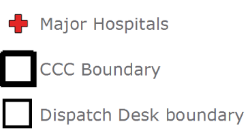 Major Hospitals
CCC Boundary
Dispatch Desk boundary